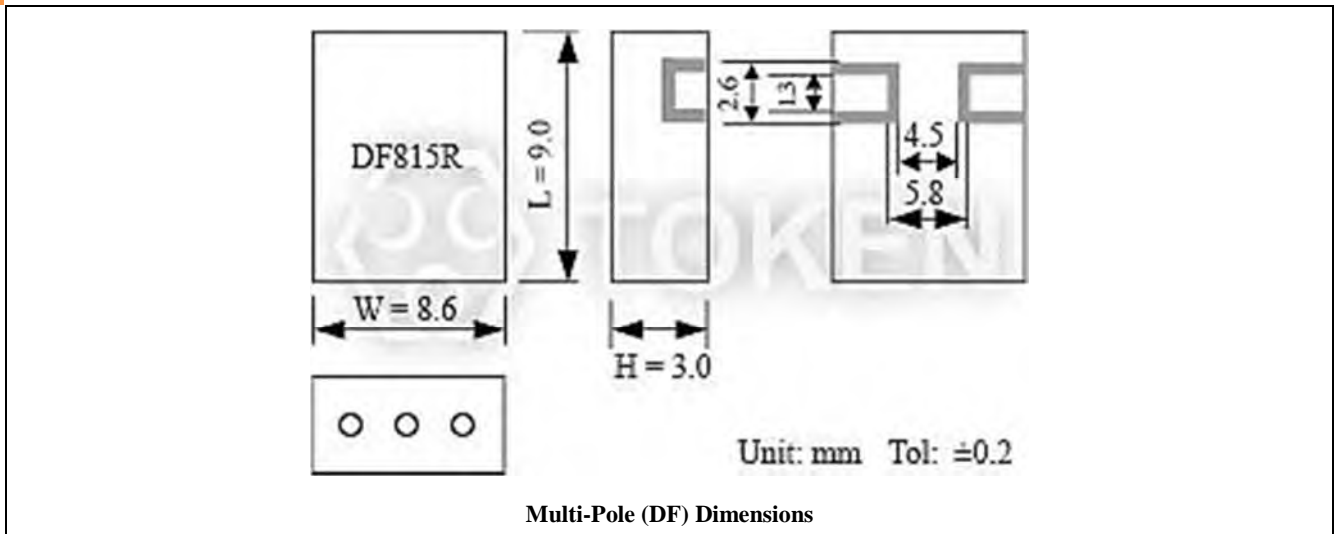 DF815R
L = 9.0
2.6
1.3
4.5
5.8
TOKEN
W = 8.6
H = 3.0
Unit: mm Tol: ±0.2
Multi-Pole (DF) Dimensions